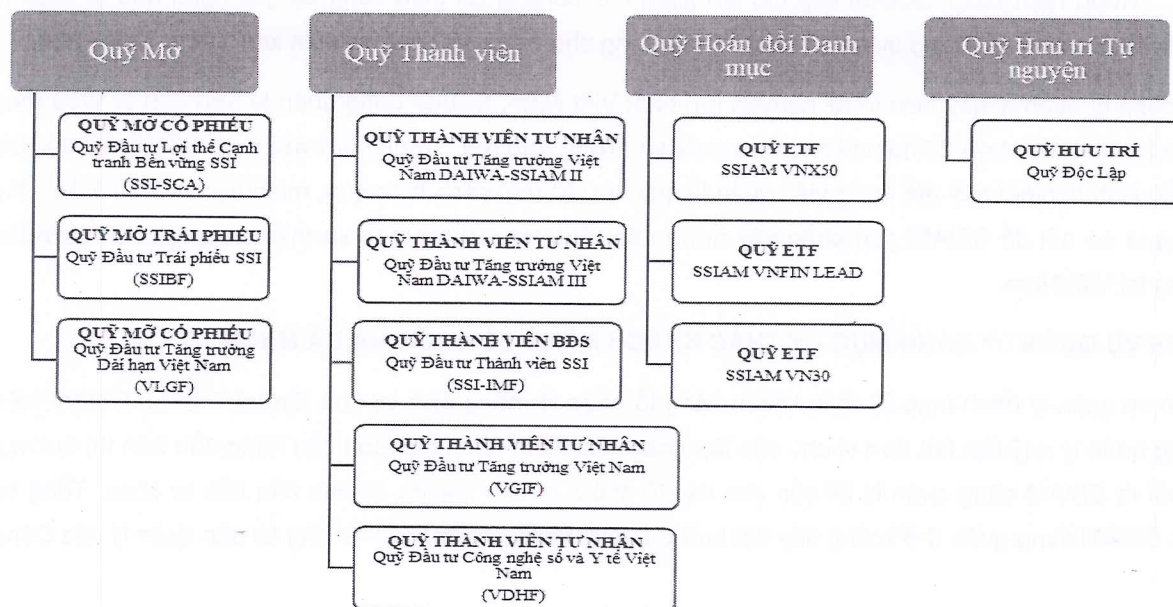 Quỹ Mở
QUỸ MỞ CỔ PHIẾU
Quỹ Đầu tư Lợi thế Cạnh
tranh Bền vững SSI
(SSI-SCA)
QUỸ MỞ TRÁI PHIẾU
Quỹ Đầu tư Trái phiếu SSI
(SSIBF)
QUỸ MỞ CỔ PHIẾU
Quỹ Đầu tư Tăng trưởng
Dài hạn Việt Nam
(VLGF)
Quỹ Thành viên
QUỸ THÀNH VIÊN TƯ NHÂN
Quỹ Đầu tư Tăng trưởng Việt
Nam DAIWA-SSIAM II
QUỸ THÀNH VIÊN TƯ NHÂN
Quỹ Đầu tư Tăng trưởng Việt
Nam DAIWA-SSIAM III
QUỸ THÀNH VIÊN BĐS
Quỹ Đầu tư Thành viên SSI
(SSI-IMF)
QUỸ THÀNH VIÊN TƯ NHÂN
Quỹ Đầu tư Tăng trưởng Việt Nam
(VGIF)
QUỸ THÀNH VIÊN TƯ NHÂN
Quỹ Đầu tư Công nghệ số và Y tế Việt
Nam
(VDHF)
Quỹ Hoán đổi Danh
mục
QUỸ ETF
SSIAM VNX50
QUỸ ETF
SSIAM VNFIN LEAD
QUỸ ETF
SSIAM VN30
Quỹ Hưu trí Tự
nguyện
QUỸ HƯU TRÍ
Quỹ Độc Lập